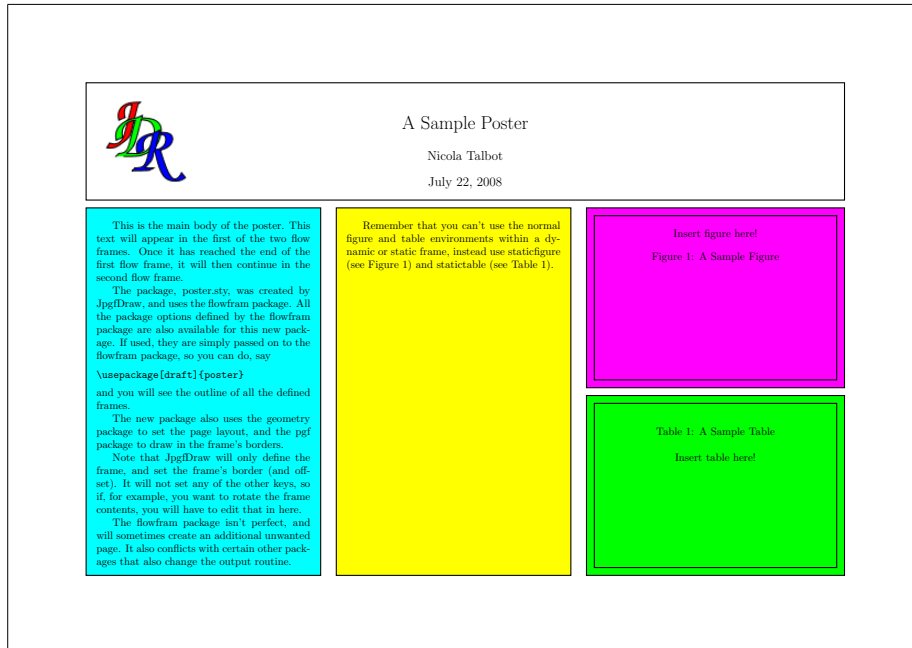 JDR
A Sample Poster
Nicola Talbot
July 22, 2008
This is the main body of the poster. This
text will appear in the first of the two flow
frames. Once it has reached the end of the
first flow frame, it will then continue in the
second flow frame.
The package, poster.sty, was created by
JpgfDraw, and uses the flowfram package. All
the package options defined by the flowfram
package are also available for this new pack-
age. If used, they are simply passed on to the
flowfram package, so you can do, say
\usepackage[draft]{poster}
and you will see the outline of all the defined
frames.
The new package also uses the geometry
package to set the page layout, and the pgf
package to draw in the frame's borders.
Note that JpgfDraw will only define the
frame, and set the frame's border (and off-
set). It will not set any of the other keys, so
if, for example, you want to rotate the frame
contents, you will have to edit that in here.
The flowfram package isn't perfect, and
will sometimes create an additional unwanted
page. It also conflicts with certain other pack-
ages that also change the output routine.
Remember that you can't use the normal
figure and table environments within a dy-
namic or static frame, instead use staticfigure
(see Figure 1) and statictable (see Table 1).
Insert figure here!
Figure 1: A Sample Figure
Table 1: A Sample Table
Insert table here!